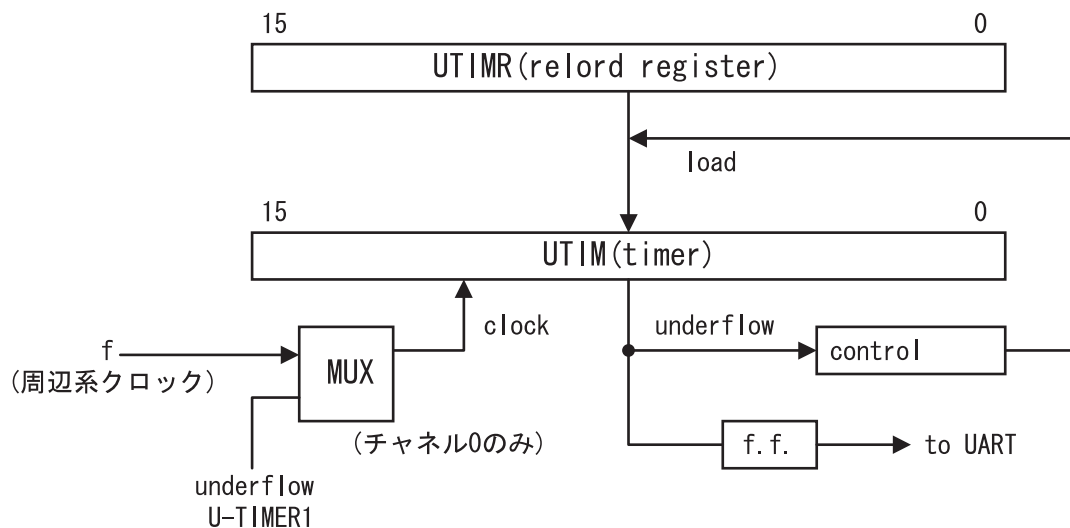 15 0
UTIMR(relord register)
load
15 0
UTIM(timer)
clock
underflow
f
(周辺系クロック)
MUX
control
(チャネル0のみ)
f.f.
to UART
underflow
U-TIMER1